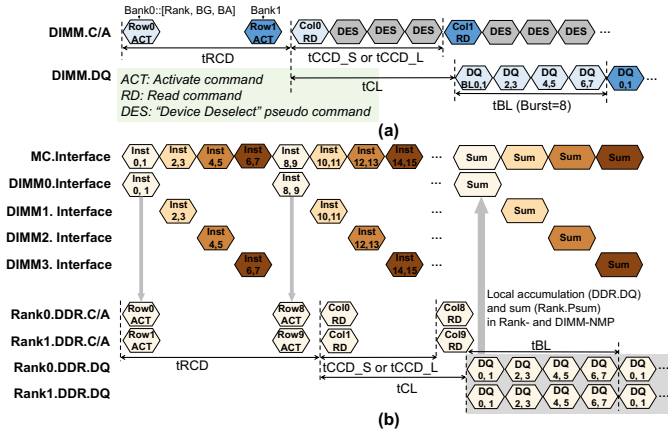 Bank0::[Rank, BG, BA] Bank1
DIMM.C/A Row0 ACT Row1 ACT Col0 RD DES DES DES Col1 RD DES DES DES ...
tRCD tCCD_S or tCCD_L
tCL
DIMM.DQ DQ BL0,1 DQ 2,3 DQ 4,5 DQ 6,7 DQ 0,1
tBL (Burst=8)
ACT: Activate command
RD: Read command
DES: “Device Deselect” pseudo command
(a)
MC.Interface Inst 0,1 Inst 2,3 Inst 4,5 Inst 6,7 Inst 8,9 Inst 10,11 Inst 12,13 Inst 14,15 ... Sum Sum Sum Sum
DIMM0.Interface Inst 0, 1 Inst 8, 9 Sum
DIMM1. Interface Inst 2,3 Inst 10,11 ... Sum
DIMM2. Interface Inst 4,5 Inst 12,13 ... Sum
DIMM3. Interface Inst 6,7 Inst 14,15 ... Sum
Local accumulation (DDR.DQ)
and sum (Rank.Psum)
in Rank- and DIMM-NMP
Rank0.DDR.C/A Row0 ACT Row8 ACT Col0 RD Col8 RD
Rank1.DDR.C/A Row1 ACT Row9 ACT Col1 RD Col9 RD
tRCD tCCD_S or tCCD_L tBL
tCL
Rank0.DDR.DQ DQ 0, 1 DQ 2, 3 DQ 4, 5 DQ 6, 7 DQ 0, 1 ...
Rank1.DDR.DQ DQ 0, 1 DQ 2, 3 DQ 4, 5 DQ 6, 7 DQ 0, 1 ...
(b)